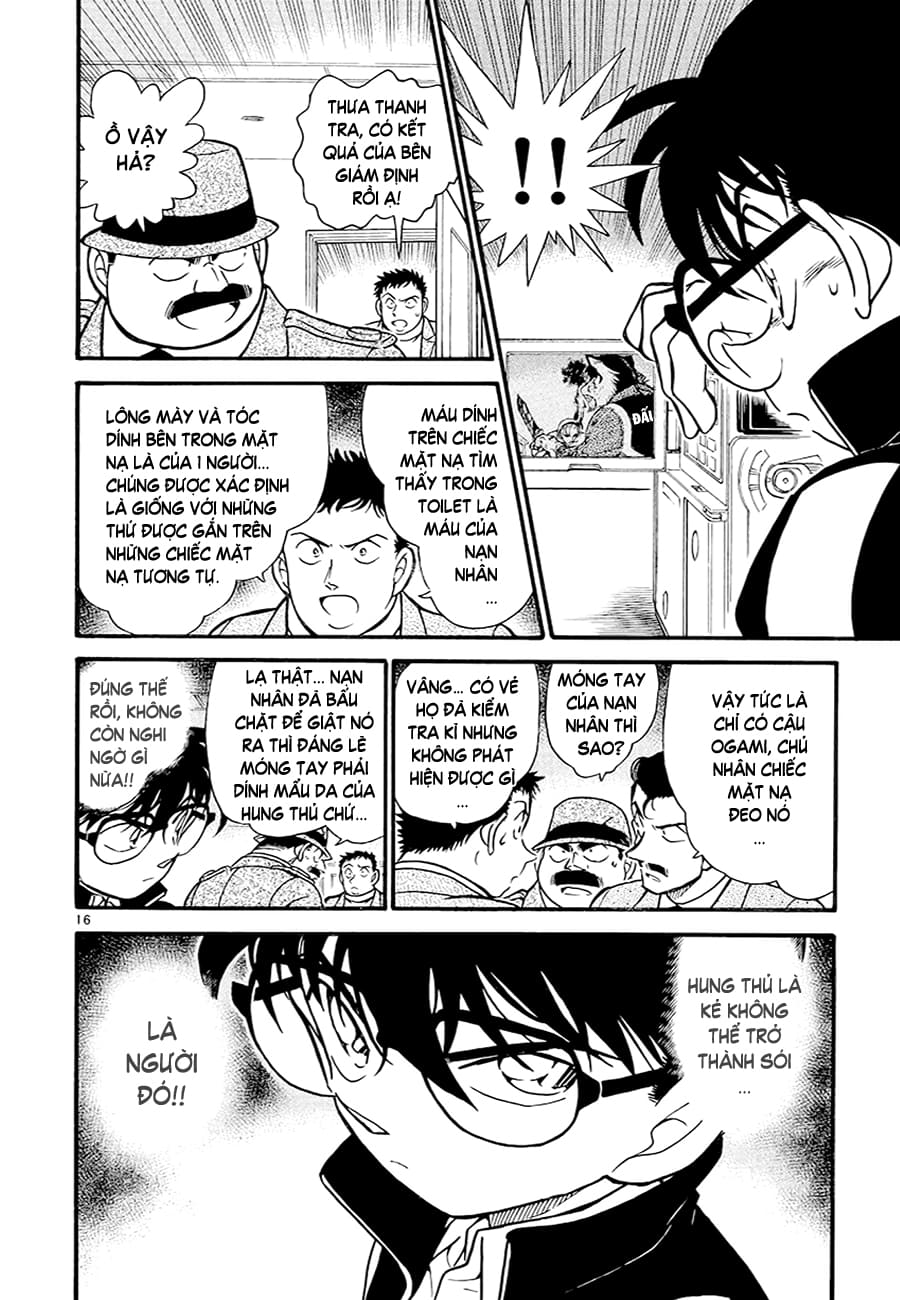 !!
ĐẤI
THƯA THANH
TRA, CÓ KẾT
QUẢ CỦA BÊN
GIÁM ĐỊNH
RỒI Ạ!
Ồ VẬY
HẢ?
MÁU DÍNH
TRÊN CHIẾC
MẶT NẠ TÌM
THẤY TRONG
TOILET LÀ
MÁU CỦA
NẠN
NHÂN
...
LÔNG MÀY VÀ TÓC
DÍNH BÊN TRONG MẶT
NẠ LÀ CỦA 1 NGƯỜI...
CHÚNG ĐƯỢC XÁC ĐỊNH
LÀ GIỐNG VỚI NHỮNG
THỨ ĐƯỢC GẮN TRÊN
NHỮNG CHIẾC MẶT
NẠ TƯƠNG TỰ.
VẬY TỨC LÀ
CHỈ CÓ CẬU
OGAMI, CHỦ
NHÂN CHIẾC
MẶT NẠ
ĐEO NÓ
...
MÓNG TAY
CỦA NẠN
NHÂN THÌ
SAO?
VÂNG... CÓ VẺ
HỌ ĐÃ KIỂM
TRA KĨ NHƯNG
KHÔNG PHÁT
HIỆN ĐƯỢC GÌ
...
LẠ THẬT... NẠN
NHÂN ĐÃ BẤU
CHẶT ĐỂ GIẬT NÓ
RA THÌ ĐÁNG LẼ
MÓNG TAY PHẢI
DÍNH MẨU DA CỦA
HUNG THỦ CHỨ...
ĐÚNG THẾ
RỒI, KHÔNG
CÒN NGHI
NGỜ GÌ
NỮA!!
16
HUNG THỦ LÀ
KẺ KHÔNG
THỂ TRỞ
THÀNH SÓI
...
LÀ
NGƯỜI
ĐÓ!!